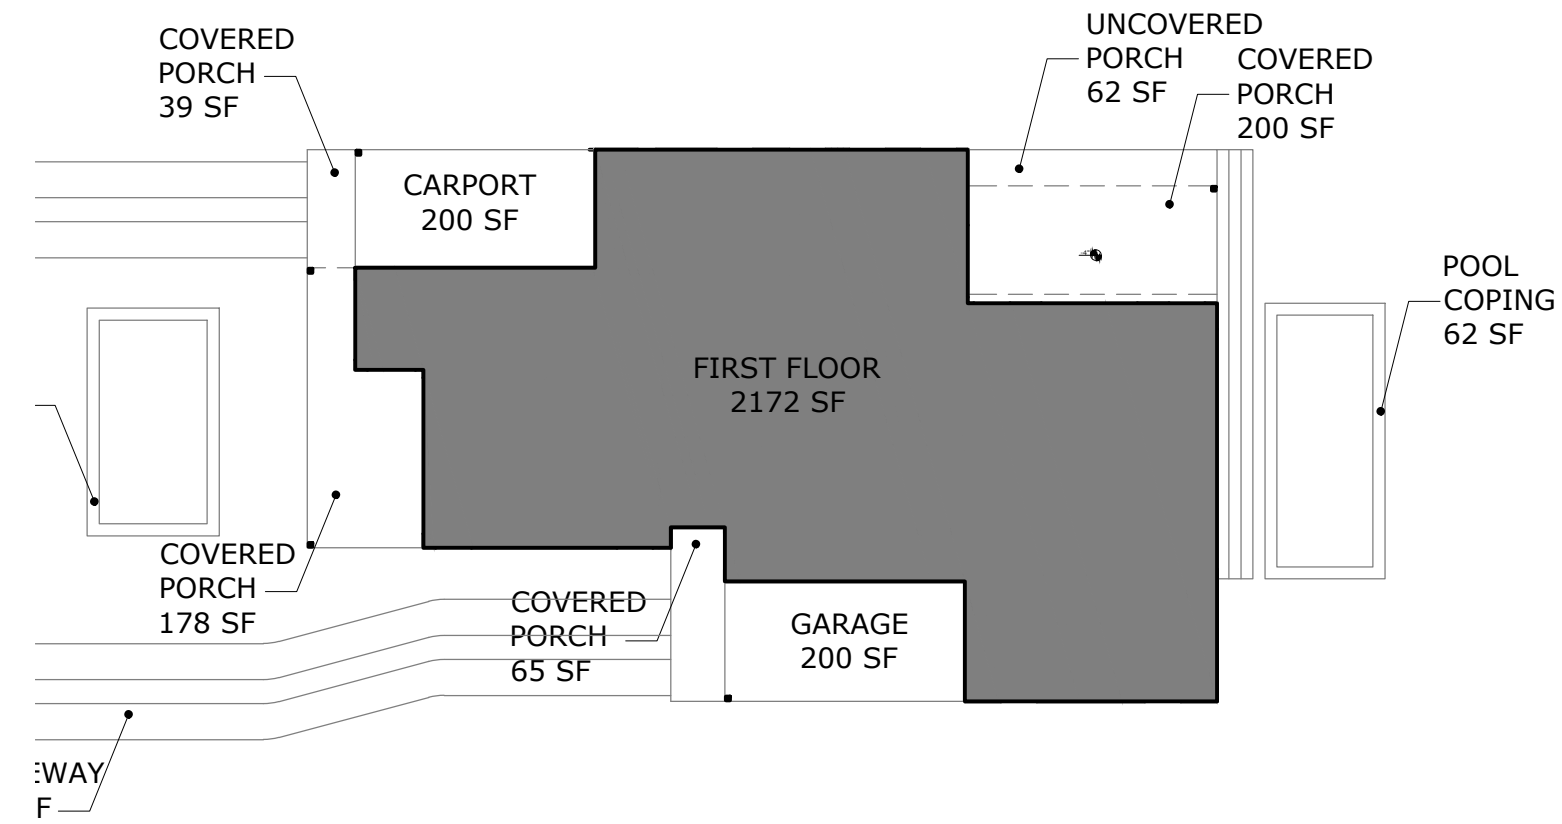 COVERED
PORCH
39 SF
UNCOVERED
PORCH
62 SF
COVERED
PORCH
200 SF
CARPORT
200 SF
POOL
COPING
62 SF
FIRST FLOOR
2172 SF
COVERED
PORCH
178 SF
COVERED
PORCH
65 SF
GARAGE
200 SF
EWAY
F